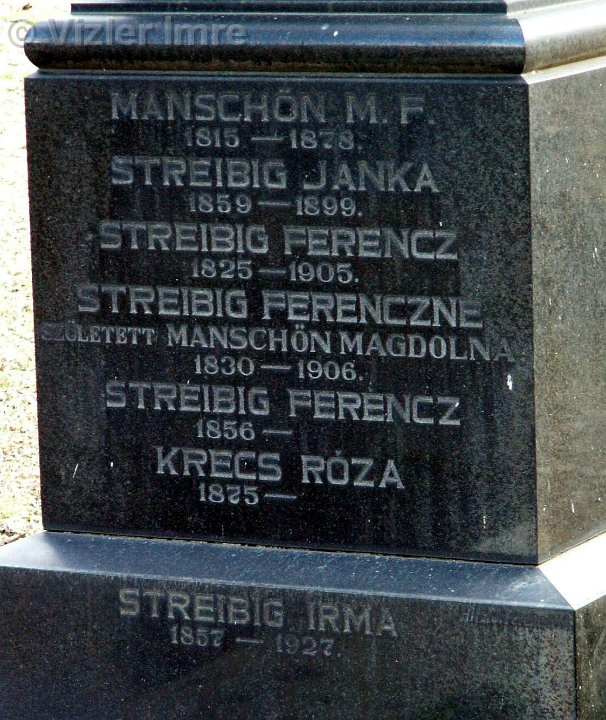 © Vizler Imre
MANSCHÖN M. F.
1815 — 1878.
STREIBIG JANKA
1859 — 1899.
STREIBIG FERENCZ
1825 — 1905.
STREIBIG FERENCZNE
SZÜLETETT MANSCHÖN MAGDOLNA
1830 — 1906.
STREIBIG FERENCZ
1856 —
KRECS RÓZA
1875 —
STREIBIG IRMA
1857 — 1927.